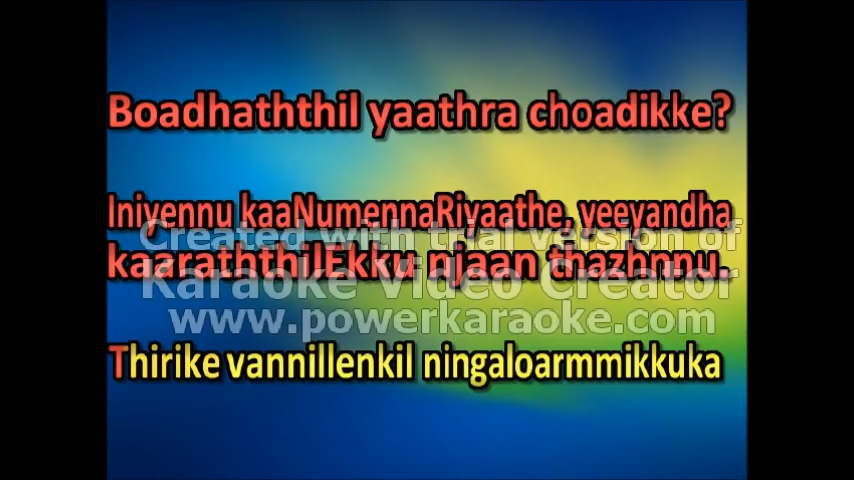 Boadhaththil yaathra choadikke?
Iniyennu kaaNumennaRiyaathe, yeeyandha
Created with trial version of
kaaraththilEkku njaan thazhnnu.
Karaoke Video Creator
www.powerkaraoke.com
Thirike vannillenkil ningaloarmmikkuka